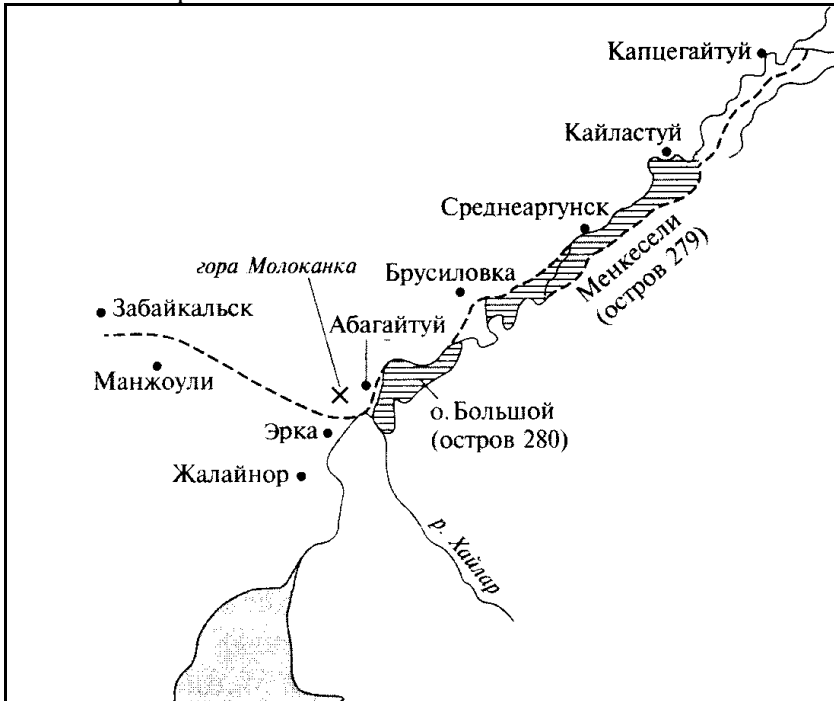 Капцегайтуй
Кайластуй
Среднеаргунск
Менкесели
(остров 279)
гора Молоканка
Брусиловка
Забайкальск
Абагайтуй
Манжоули
о. Большой
(остров 280)
Эрка
Жалайнор
р. Хайлар